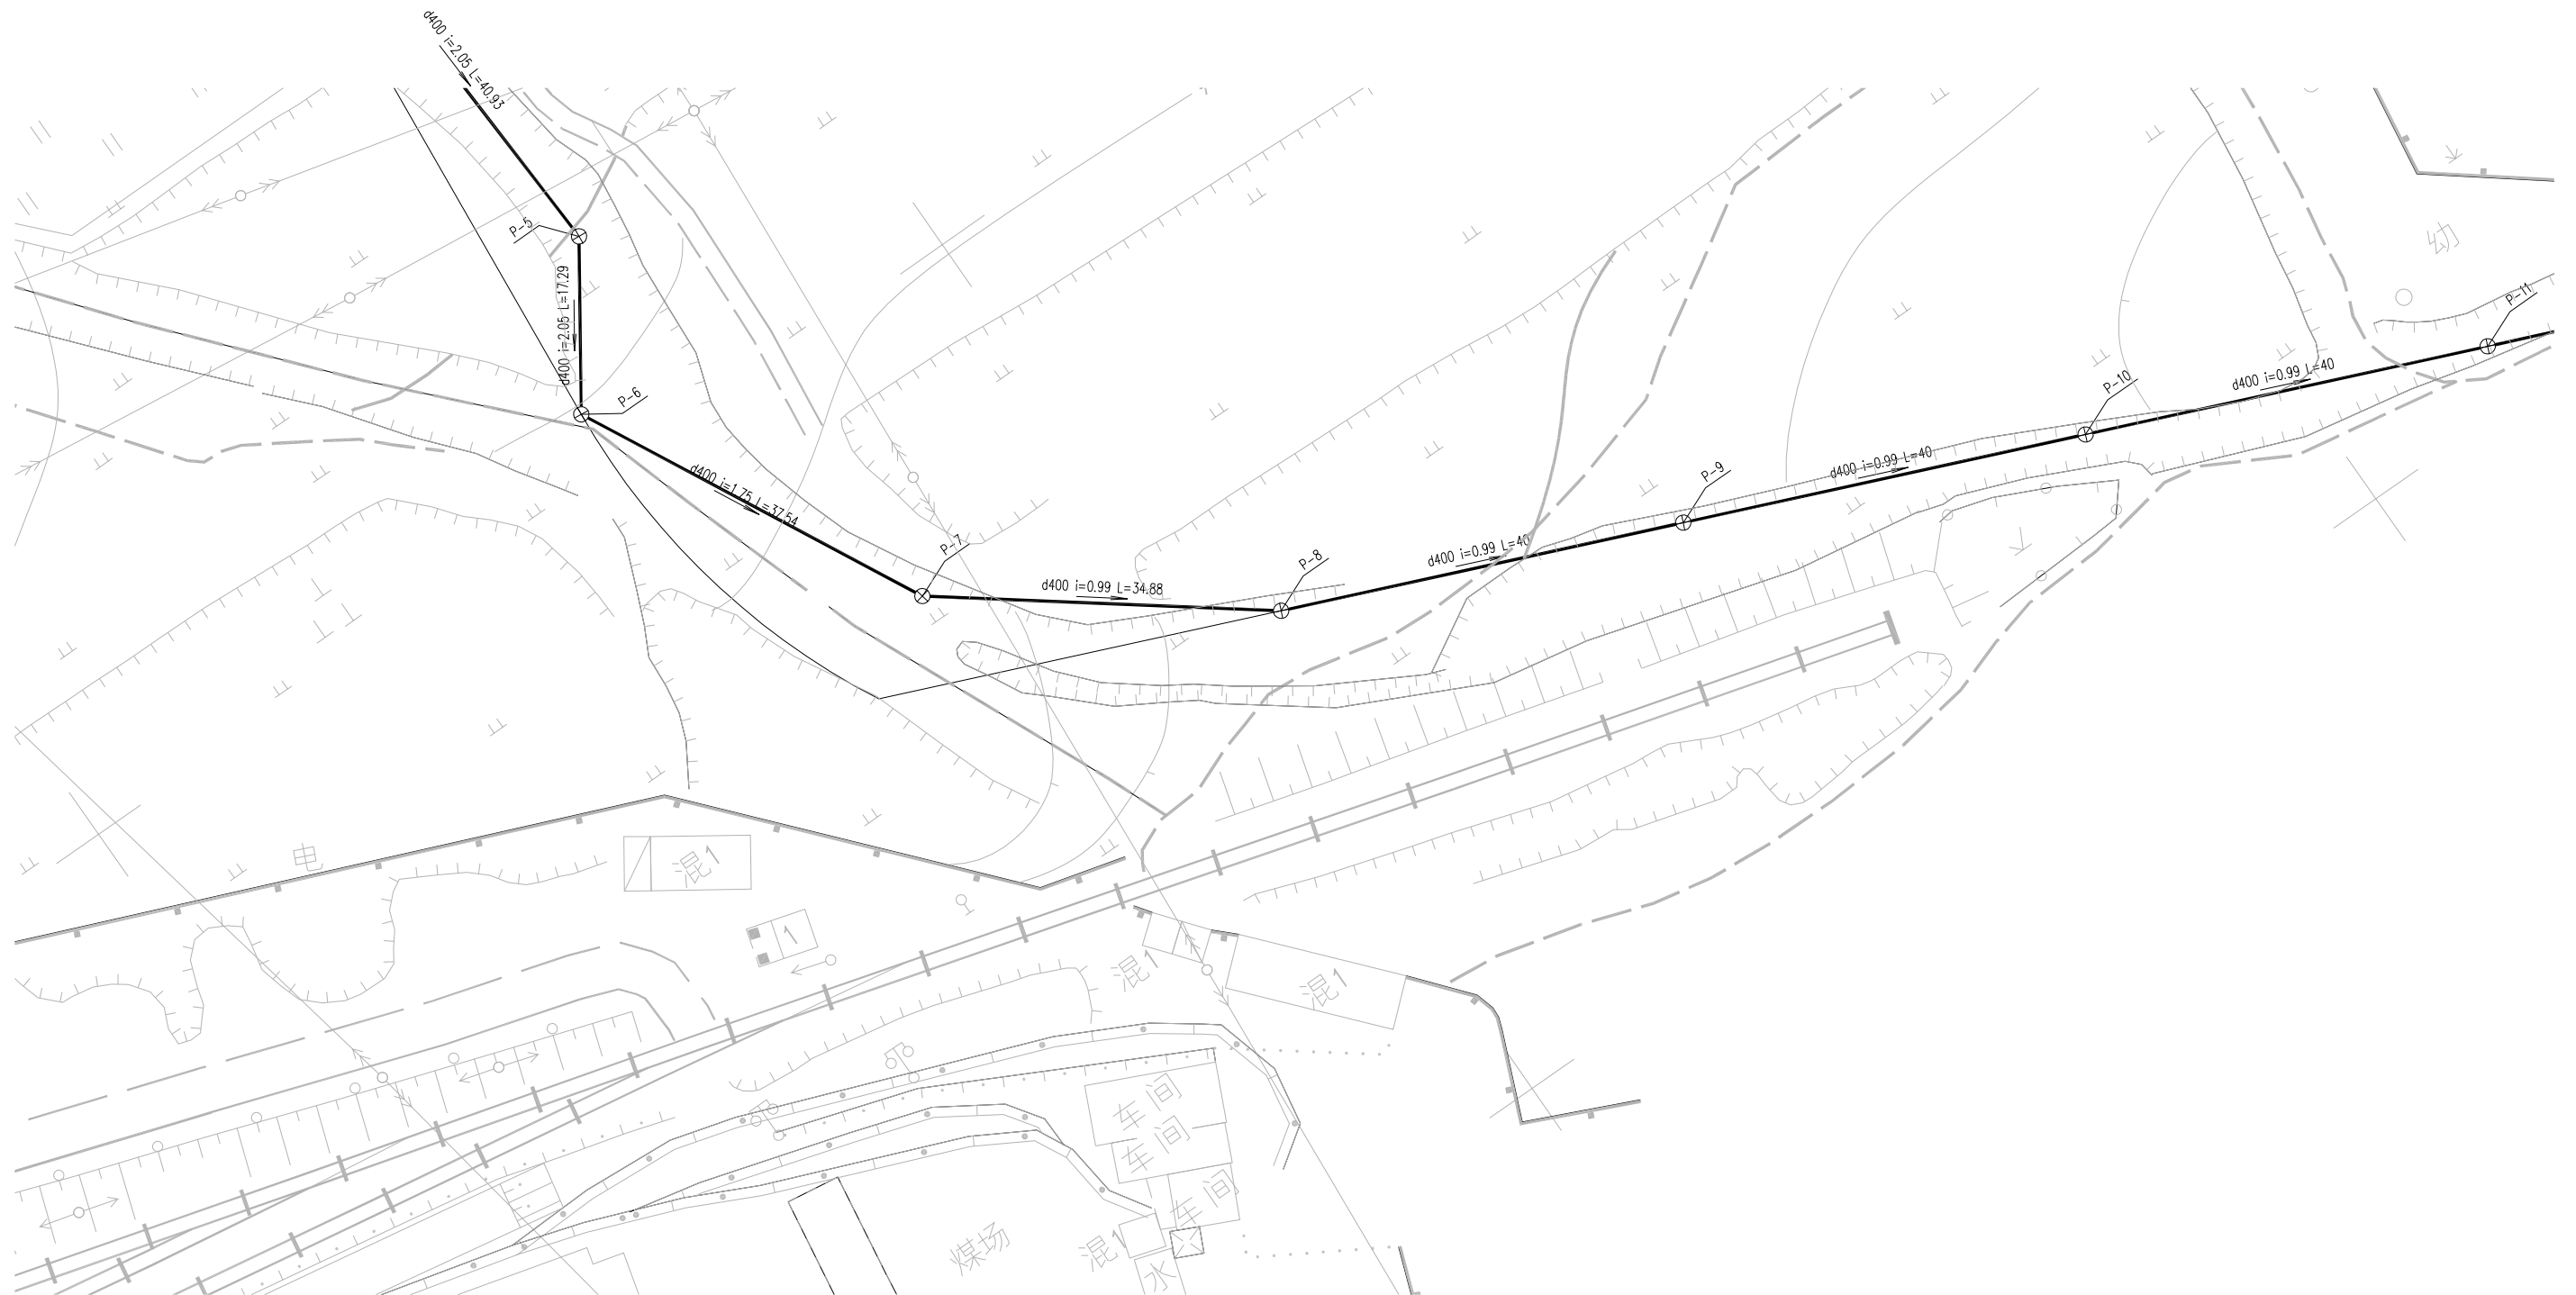 d400 i=2.05 L=40.93
P-5
d400 i=2.05 L=17.29
P-6
d400 i=1.75 L=37.54
P-7
d400 i=0.99 L=34.88
P-8
d400 i=0.99 L=40
P-9
d400 i=0.99 L=40
P-10
d400 i=0.99 L=40
P-11
幼
电
混1
1
混1
混1
车间
车间
车间
煤场
混1
水